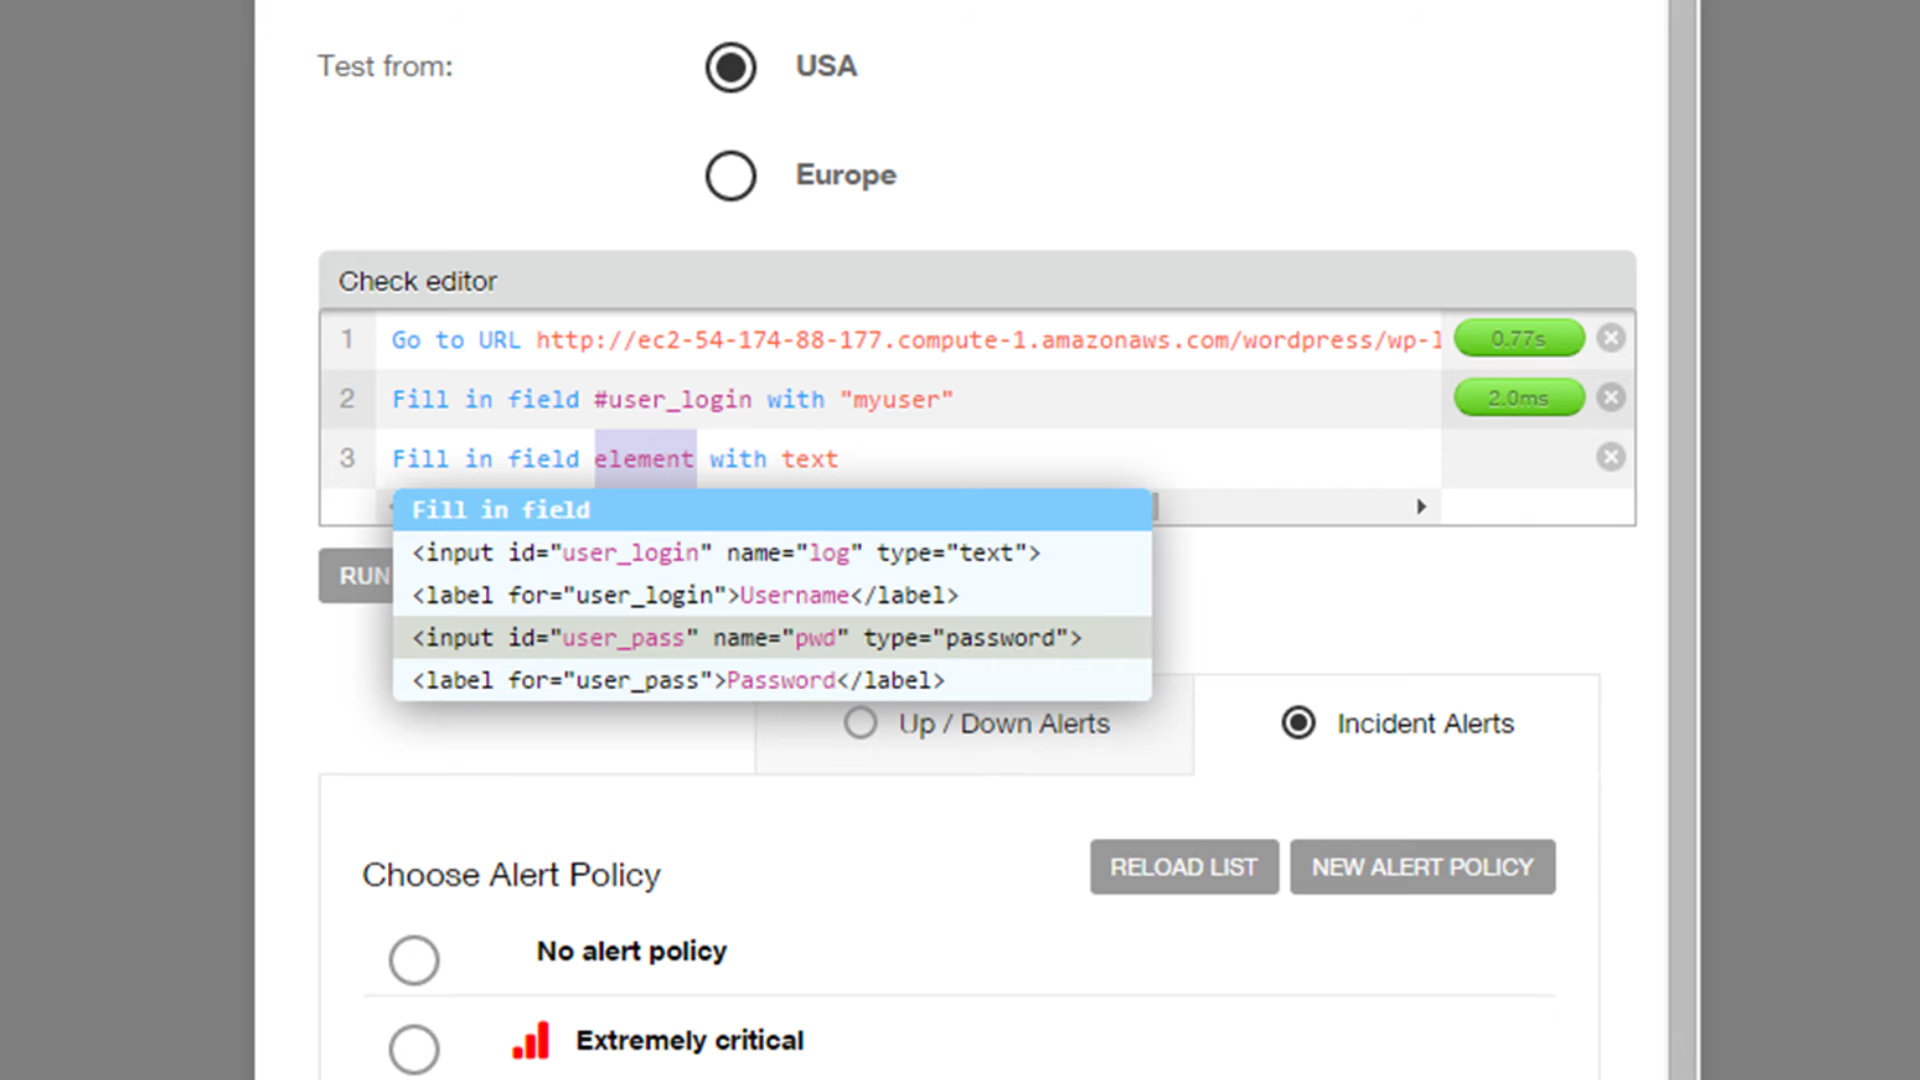 Test from:
USA
Europe
Check editor
1 Go to URL http://ec2-54-174-88-177.compute-1.amazonaws.com/wordpress/wp-l 0.77s
2 Fill in field #user_login with "myuser" 2.0ms
3 Fill in field element with text
Fill in field
<input id="user_login" name="log" type="text">
RUN
<label for="user_login">Username</label>
<input id="user_pass" name="pwd" type="password">
<label for="user_pass">Password</label>
Up / Down Alerts
Incident Alerts
Choose Alert Policy
RELOAD LIST
NEW ALERT POLICY
No alert policy
Extremely critical